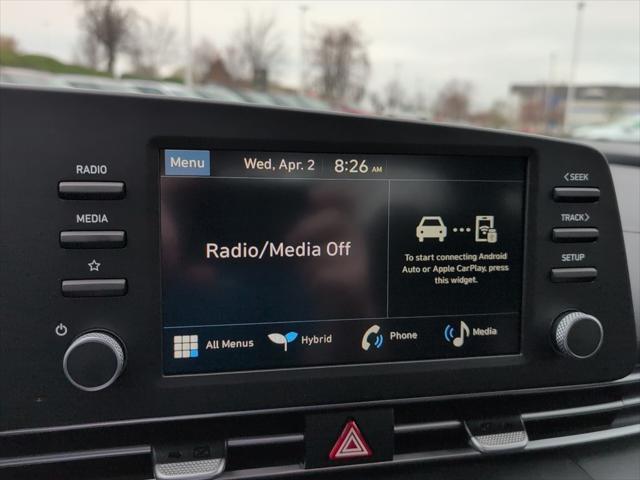 RADIO
MEDIA
Menu
Wed, Apr. 2 8:26 AM
Radio/Media Off
To start connecting Android
Auto or Apple CarPlay, press
this widget.
All Menus
Hybrid
Phone
Media
<SEEK
TRACK>
SETUP